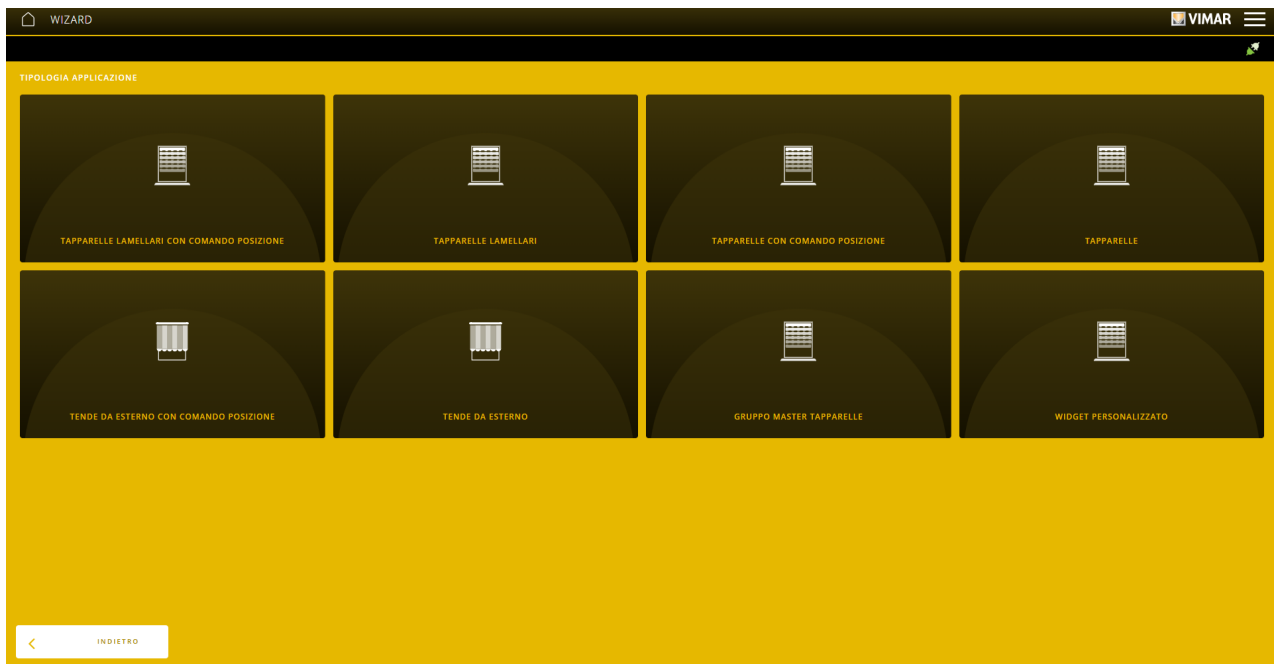 WIZARD
VIMAR
TIPOLOGIA APPLICAZIONE
TAPPARELLE LAMELLARI CON COMANDO POSIZIONE
TAPPARELLE LAMELLARI
TAPPARELLE CON COMANDO POSIZIONE
TAPPARELLE
TENDE DA ESTERNO CON COMANDO POSIZIONE
TENDE DA ESTERNO
GRUPPO MASTER TAPPARELLE
WIDGET PERSONALIZZATO
INDIETRO